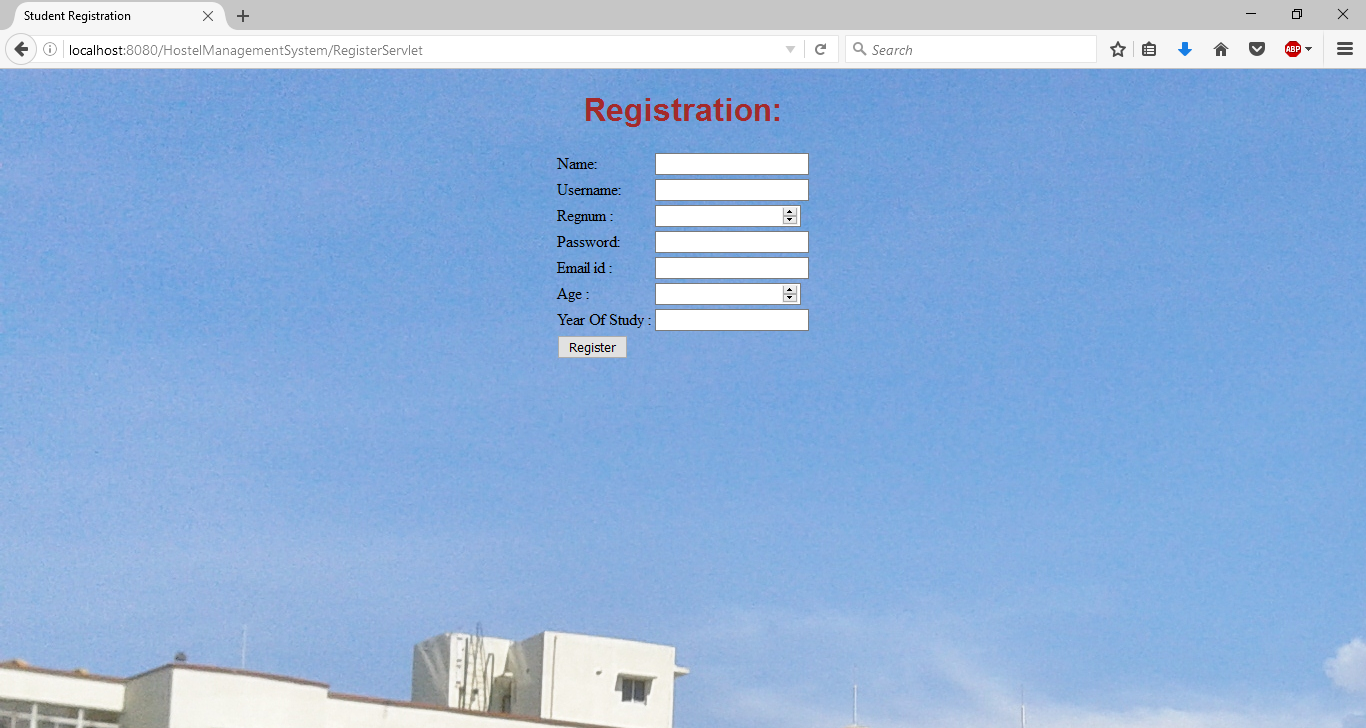 Student Registration
localhost:8080/HostelManagementSystem/RegisterServlet
Search
ABP
Registration:
Name:
Username:
Regnum :
Password:
Email id :
Age :
Year Of Study :
Register